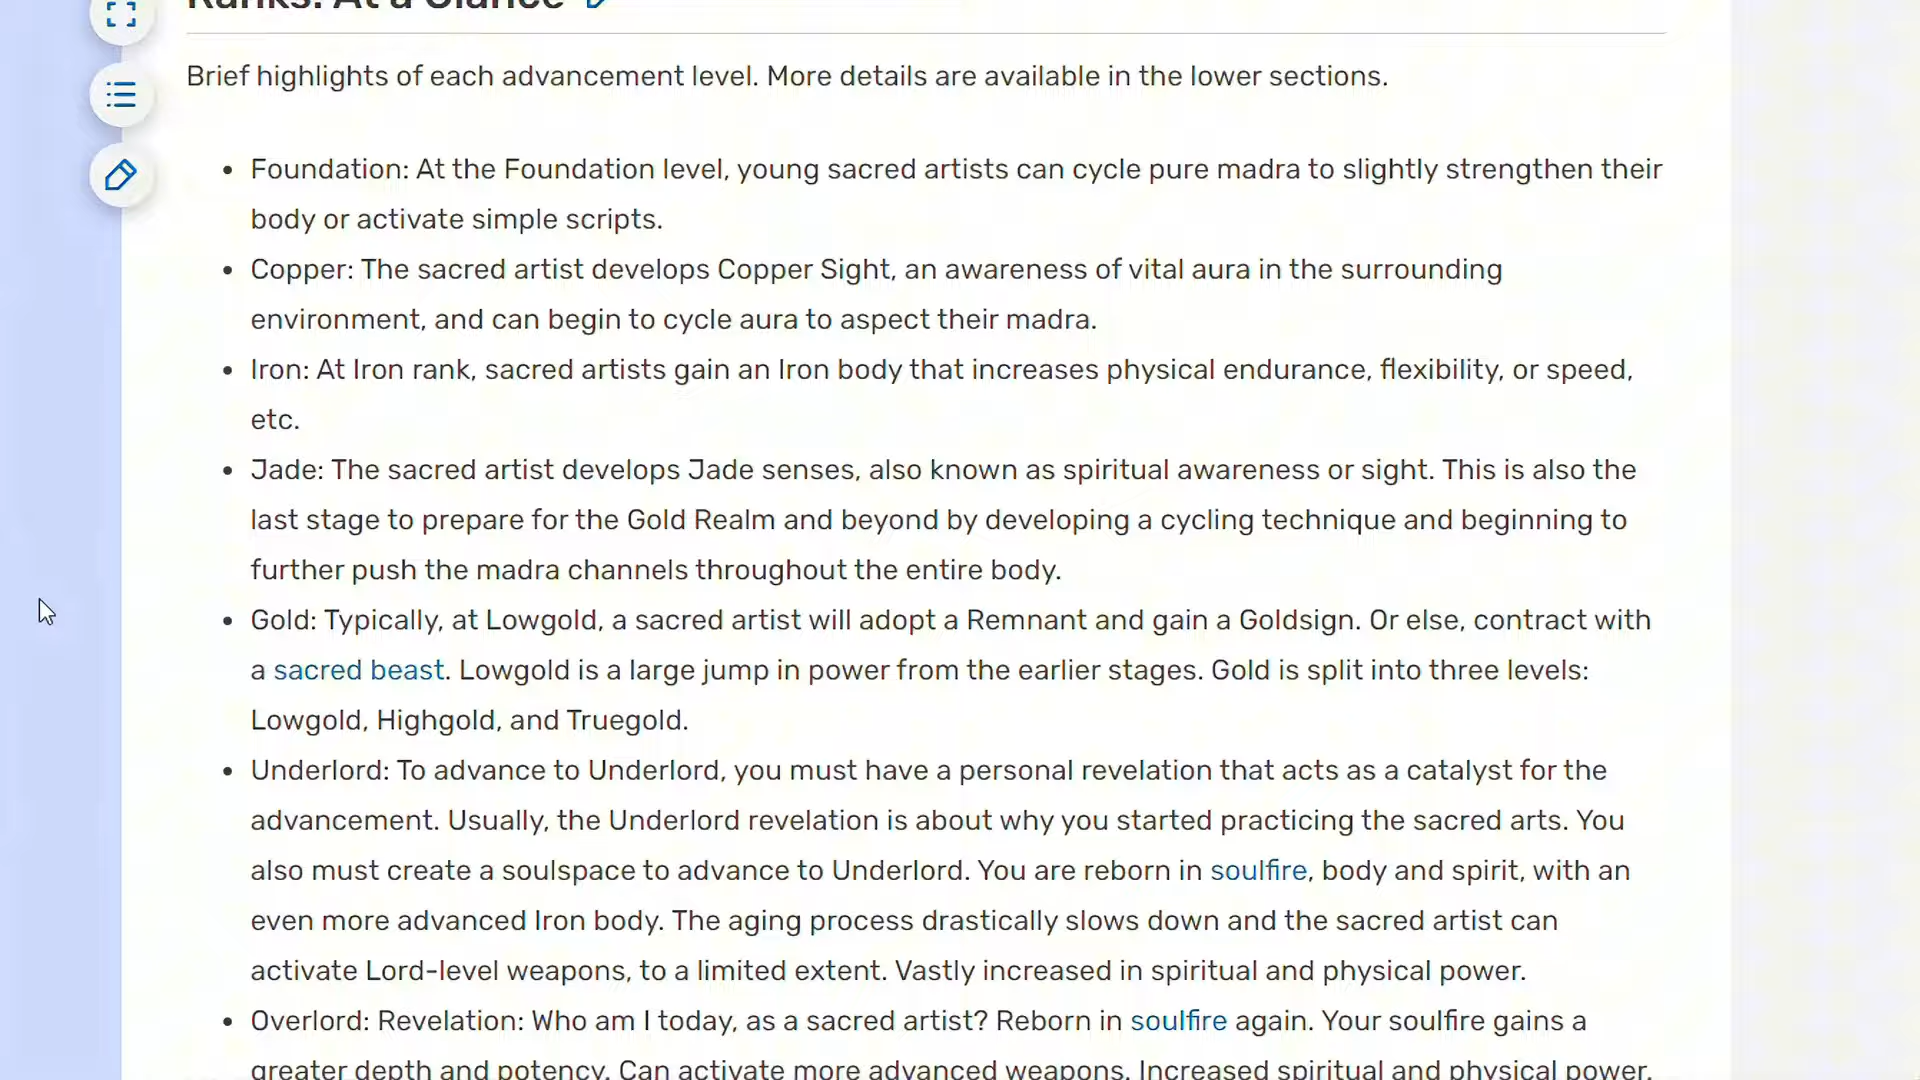 Ranks: At a Glance
Brief highlights of each advancement level. More details are available in the lower sections.
• Foundation: At the Foundation level, young sacred artists can cycle pure madra to slightly strengthen their
body or activate simple scripts.
• Copper: The sacred artist develops Copper Sight, an awareness of vital aura in the surrounding
environment, and can begin to cycle aura to aspect their madra.
• Iron: At Iron rank, sacred artists gain an Iron body that increases physical endurance, flexibility, or speed,
etc.
• Jade: The sacred artist develops Jade senses, also known as spiritual awareness or sight. This is also the
last stage to prepare for the Gold Realm and beyond by developing a cycling technique and beginning to
further push the madra channels throughout the entire body.
• Gold: Typically, at Lowgold, a sacred artist will adopt a Remnant and gain a Goldsign. Or else, contract with
a sacred beast. Lowgold is a large jump in power from the earlier stages. Gold is split into three levels:
Lowgold, Highgold, and Truegold.
• Underlord: To advance to Underlord, you must have a personal revelation that acts as a catalyst for the
advancement. Usually, the Underlord revelation is about why you started practicing the sacred arts. You
also must create a soulspace to advance to Underlord. You are reborn in soulfire, body and spirit, with an
even more advanced Iron body. The aging process drastically slows down and the sacred artist can
activate Lord-level weapons, to a limited extent. Vastly increased in spiritual and physical power.
• Overlord: Revelation: Who am I today, as a sacred artist? Reborn in soulfire again. Your soulfire gains a
greater depth and potency. Can activate more advanced weapons. Increased spiritual and physical power.